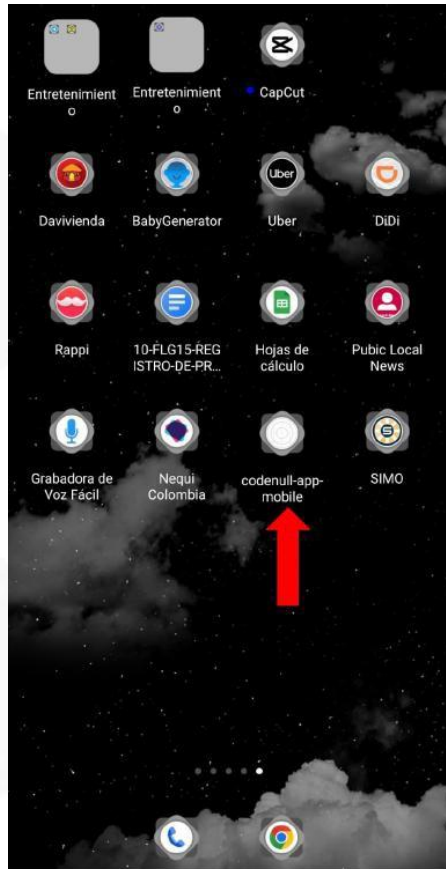 Entretenimient
o
Entretenimient
o
CapCut
Davivienda
BabyGenerator
Uber
Uber
DiDi
Rappi
10-FLG15-REG
ISTRO-DE-PR...
Hojas de
cálculo
Pubic Local
News
Grabadora de
Voz Fácil
Nequi
Colombia
codenull-app-
mobile
S
SIMO